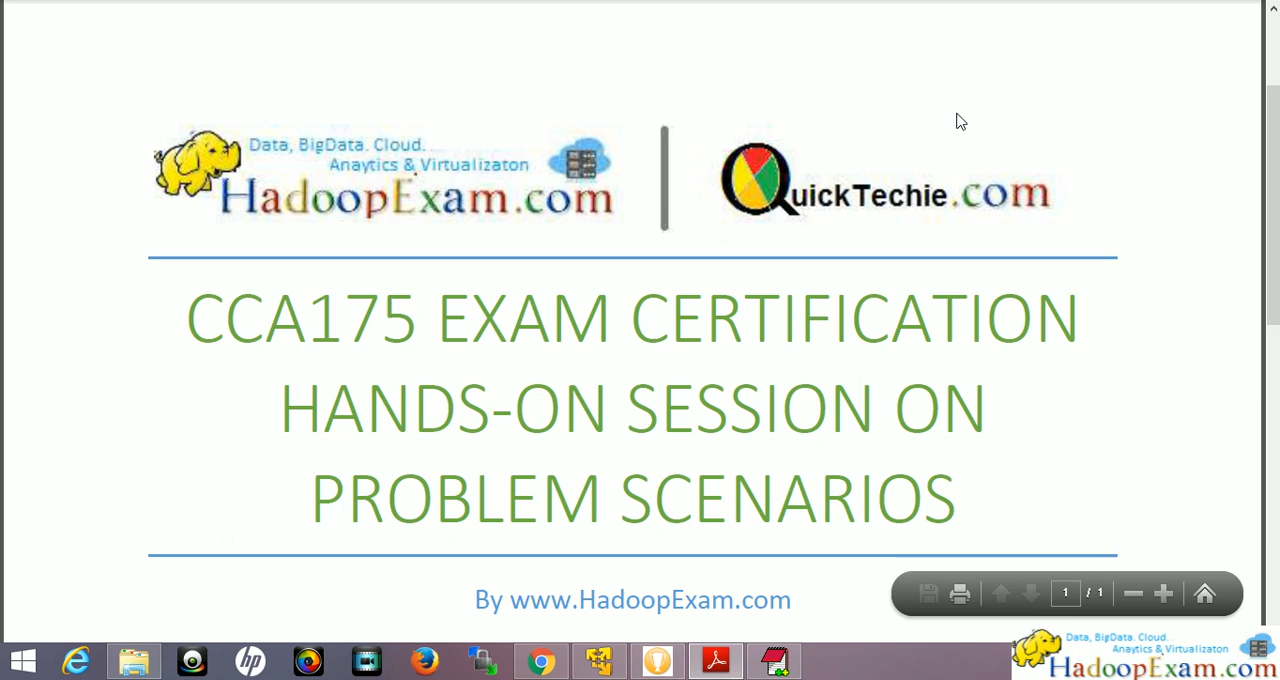 Data, BigData. Cloud.
Anaytics & Virtualizaton
HadoopExam.com
QuickTechie.com
CCA175 EXAM CERTIFICATION
HANDS-ON SESSION ON
PROBLEM SCENARIOS
By www.HadoopExam.com
1 / 1
hp
Data, BigData. Cloud.
Anaytics & Virtualizaton
HadoopExam.com